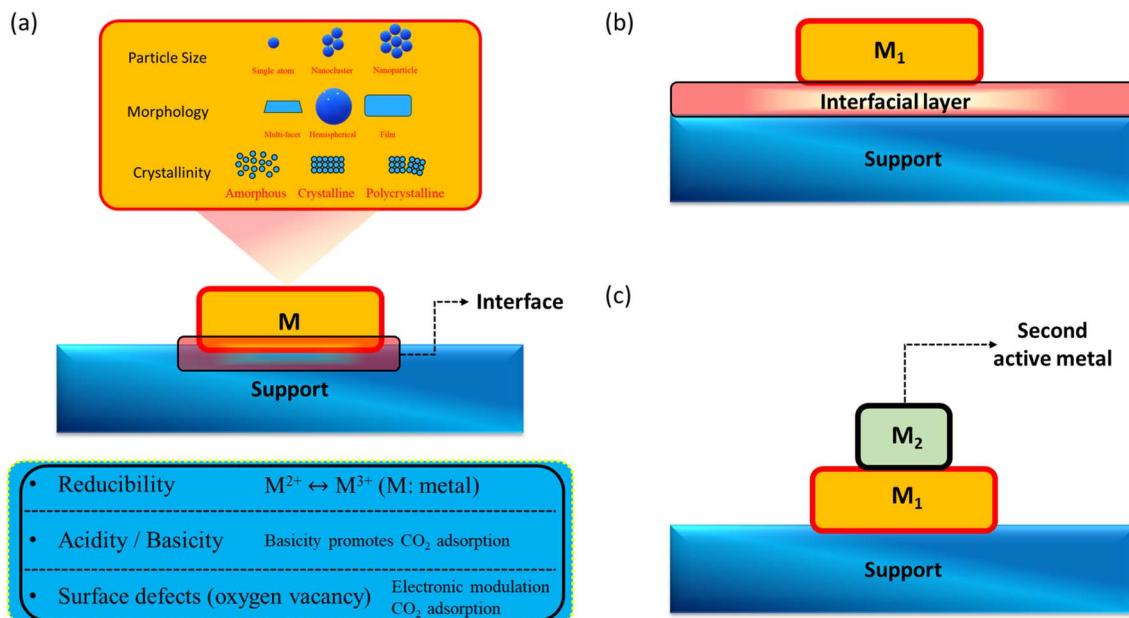 (a)
Particle Size
Single atom Nanocluster Nanoparticle
Morphology
Multi-facet Hemispherical Film
Crystallinity
Amorphous Crystalline Polycrystalline
M
Interface
Support
• Reducibility M²⁺ ↔ M³⁺ (M: metal)
• Acidity / Basicity Basicity promotes CO₂ adsorption
• Surface defects (oxygen vacancy) Electronic modulation
CO₂ adsorption
(b)
M₁
Interfacial layer
Support
(c)
Second
active metal
M₂
M₁
Support